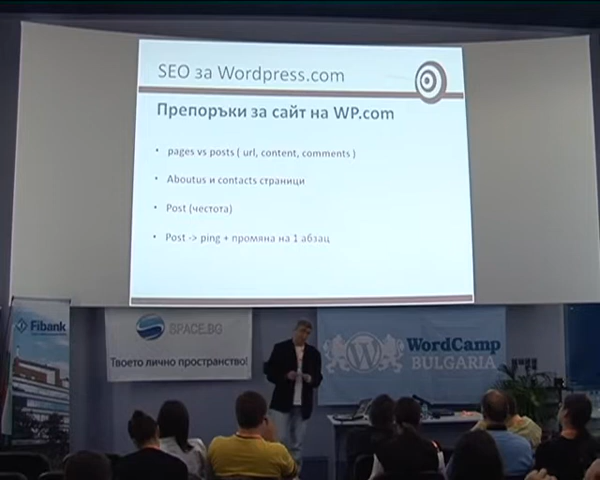 SEO за Wordpress.com
Препоръки за сайт на WP.com
• pages vs posts ( url, content, comments )
• Aboutus и contacts страници
• Post (честота)
• Post -> ping + промяна на 1 абзац
Fibank
SPACE.BG
Твоето лично пространство!
W
WordCamp
BULGARIA